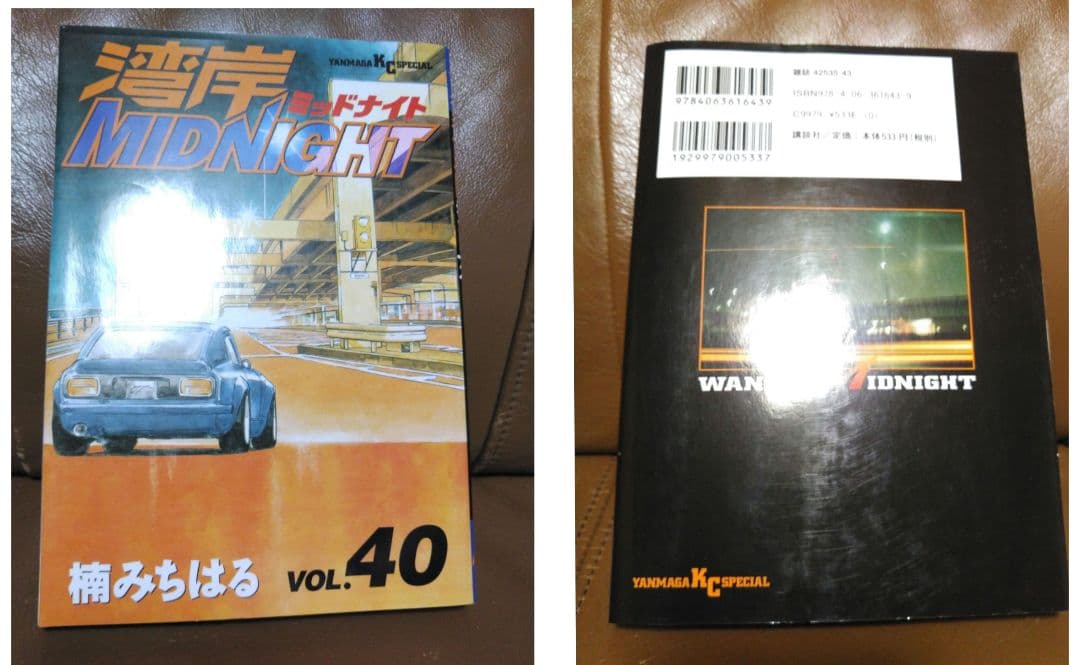 湾岸
YANMAGA KC SPECIAL
ミッドナイト
MIDNIGHT
楠みちはる
VOL.40
9784063616439
1929979005337
雑誌 42535-43
ISBN978-4-06-361643-9
C9979 ¥533E (0)
講談社/定価:本体533円(税別)
WAN
IDNIGHT
YANMAGA KC SPECIAL